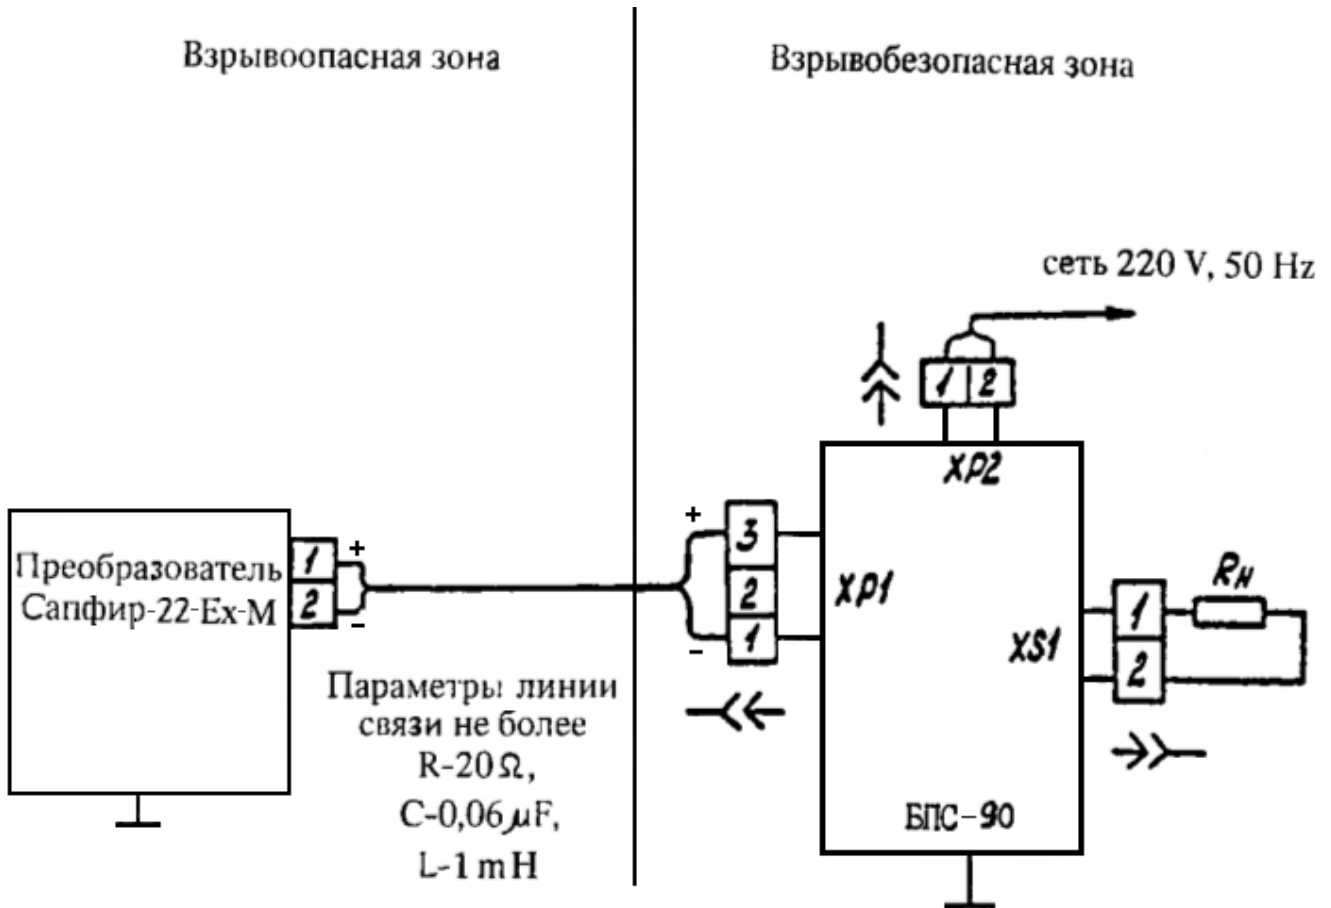 Взрывоопасная зона
Взрывобезопасная зона
сеть 220 V, 50 Hz
1 2
XP2
Преобразователь
Сапфир-22-Ex-M
1
+
2
-
+
3
2
1
-
XP1
XS1
1
2
Rн
Параметры линии
связи не более
R-20Ω,
C-0,06μF,
L-1mH
БПС-90